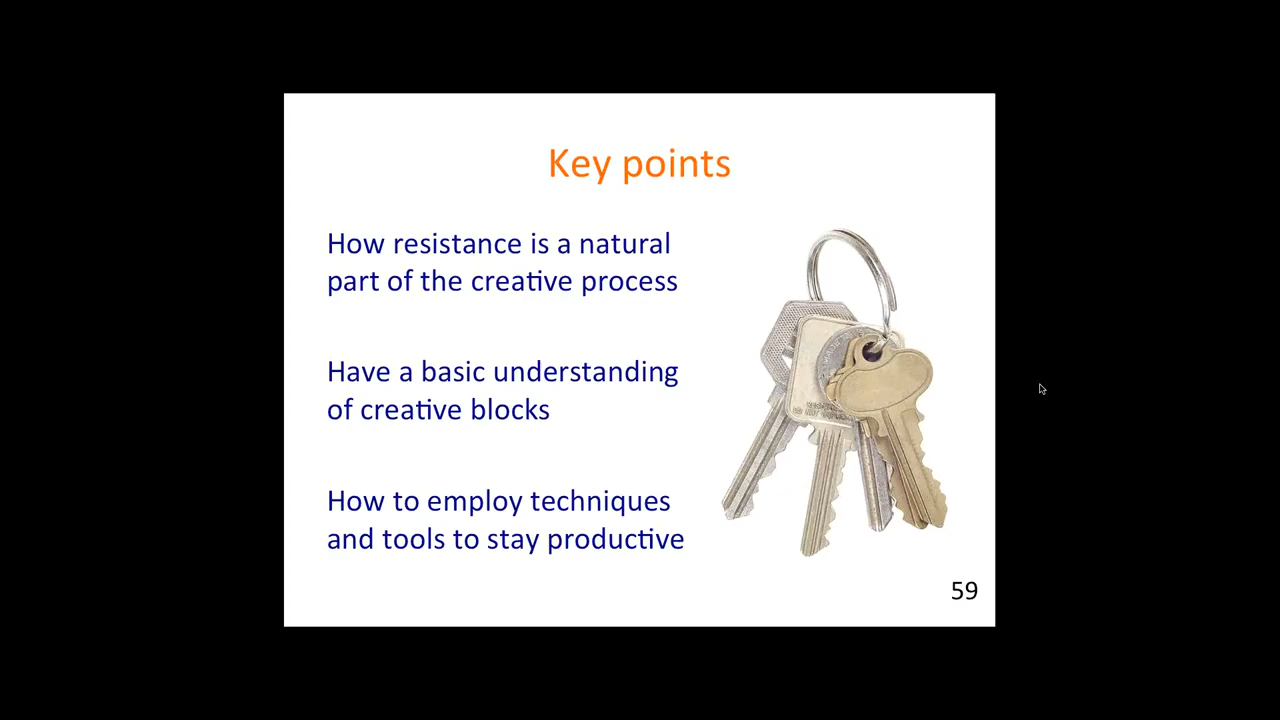 Key points
How resistance is a natural
part of the creative process
Have a basic understanding
of creative blocks
How to employ techniques
and tools to stay productive
59